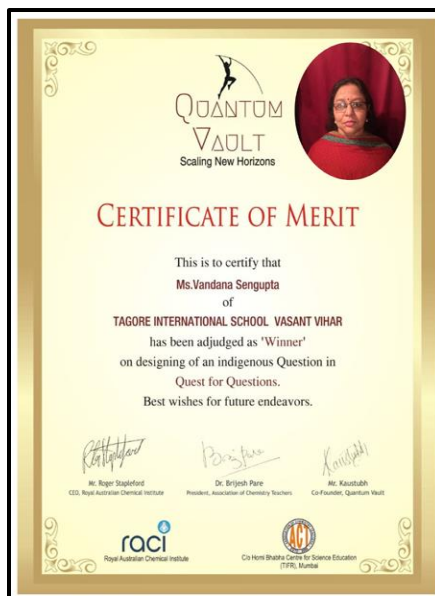 QUANTUM
VAULT
Scaling New Horizons
CERTIFICATE OF MERIT
This is to certify that
Ms.Vandana Sengupta
of
TAGORE INTERNATIONAL SCHOOL VASANT VIHAR
has been adjudged as 'Winner'
on designing of an indigenous Question in
Quest for Questions.
Best wishes for future endeavors.
Kaustubh
Mr. Roger Stapleford
CEO, Royal Australian Chemical Institute
Dr. Brijesh Pare
President, Association of Chemistry Teachers
Mr. Kaustubh
Co-Founder, Quantum Vault
raci
Royal Australian Chemical Institute
ACT
C/o Homi Bhabha Centre for Science Education
(TIFR), Mumbai